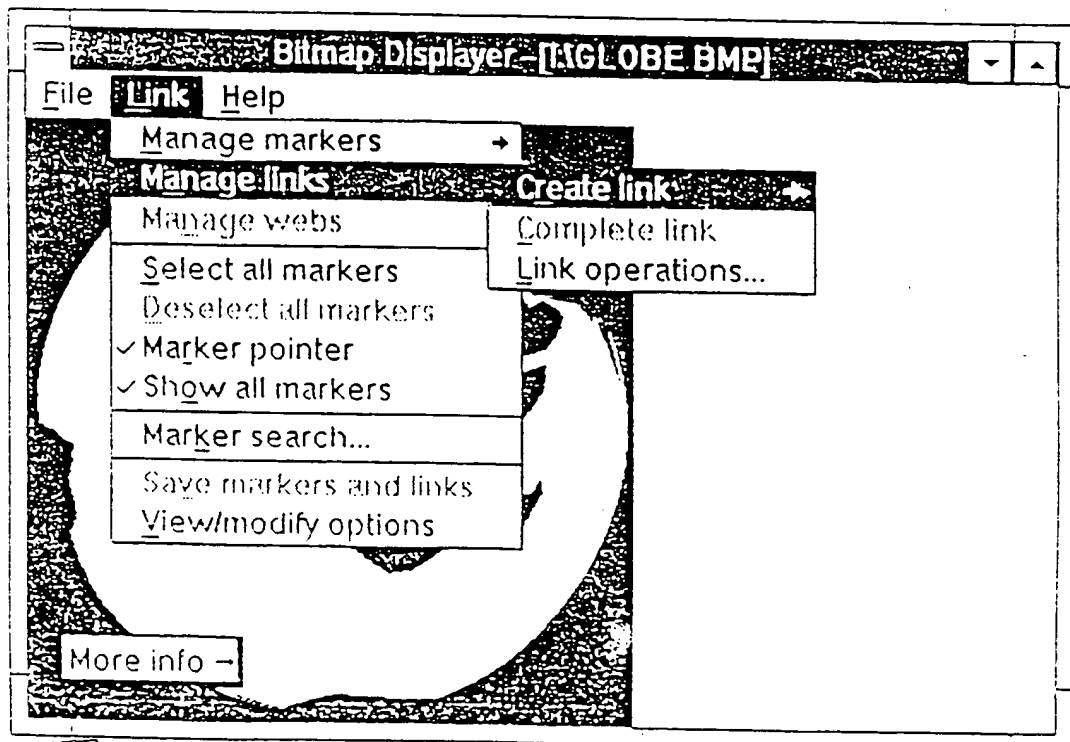 Bitmap Displayer - [I:\GLOBE.BMP]
File Link Help
Manage markers
Manage links
Manage webs
Select all markers
Deselect all markers
Marker pointer
Show all markers
Marker search...
Save markers and links
View/modify options
Create link
Complete link
Link operations...
More info